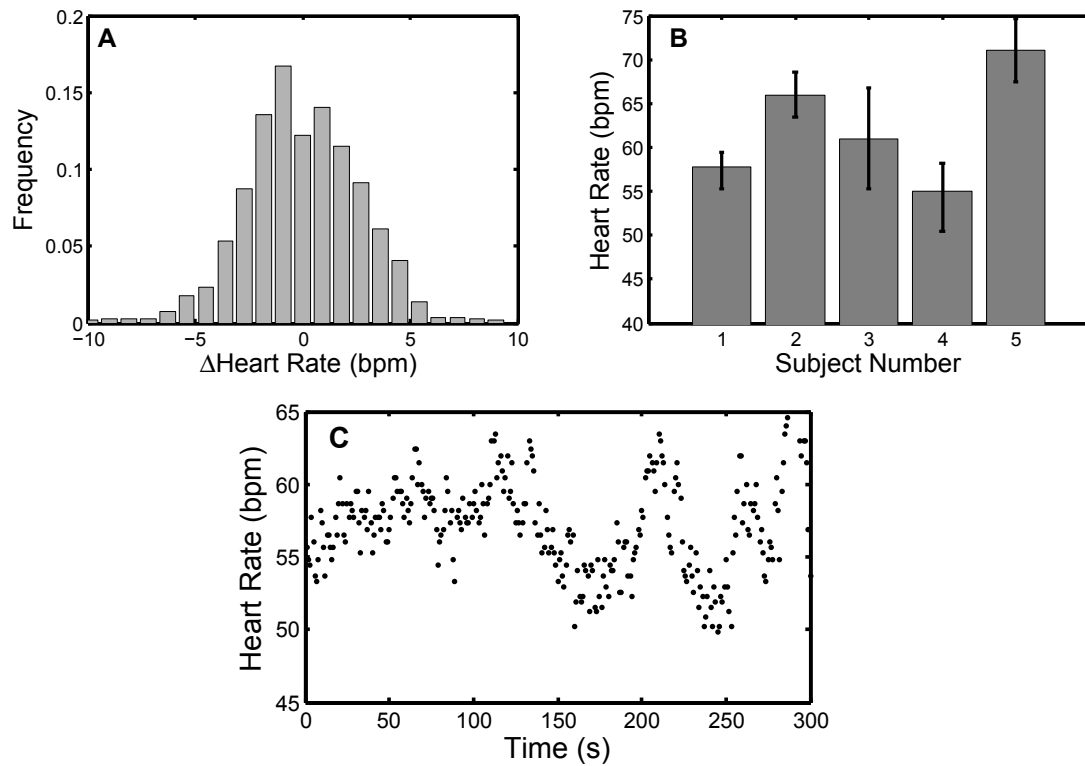 A
0.2
0.15
0.1
0.05
0
Frequency
−10 −5 0 5 10
ΔHeart Rate (bpm)
B
75
70
65
60
55
50
45
40
Heart Rate (bpm)
1 2 3 4 5
Subject Number
C
65
60
55
50
45
Heart Rate (bpm)
0 50 100 150 200 250 300
Time (s)